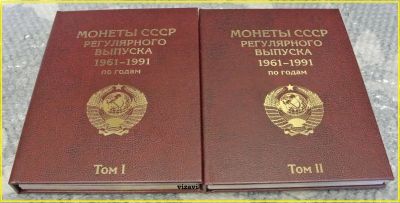 МОНЕТЫ СССР
РЕГУЛЯРНОГО
ВЫПУСКА
1961–1991
ПО ГОДАМ
Том I
МОНЕТЫ СССР
РЕГУЛЯРНОГО
ВЫПУСКА
1961–1991
ПО ГОДАМ
Том II
vizavi